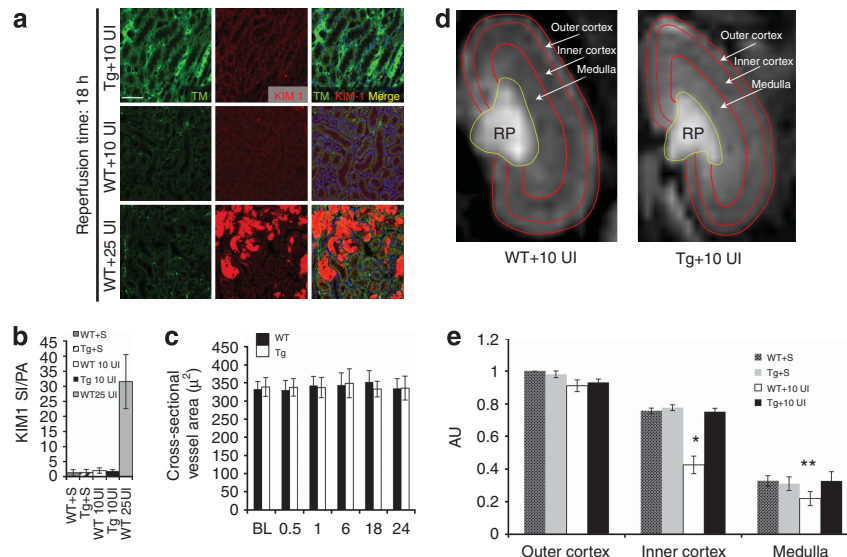 a
Reperfusion time: 18 h
Tg+10 UI
WT+10 UI
WT+25 UI
TM
KIM 1
TM KIM-1 Merge
b
WT+S
Tg+S
WT 10 UI
Tg 10 UI
WT25 UI
KIM1 SI/PA
45
40
35
30
25
20
15
10
5
0
WT+S
Tg+S
WT 10UI
Tg 10UI
WT 25UI
c
WT
Tg
Cross-sectional
vessel area (µ²)
450
400
350
300
250
200
150
100
50
0
BL 0.5 1 6 18 24
d
Outer cortex
Inner cortex
Medulla
RP
WT+10 UI
Outer cortex
Inner cortex
Medulla
RP
Tg+10 UI
e
WT+S
Tg+S
WT+10 UI
Tg+10 UI
AU
1.2
1
0.8
0.6
0.4
0.2
0
*
**
Outer cortex Inner cortex Medulla